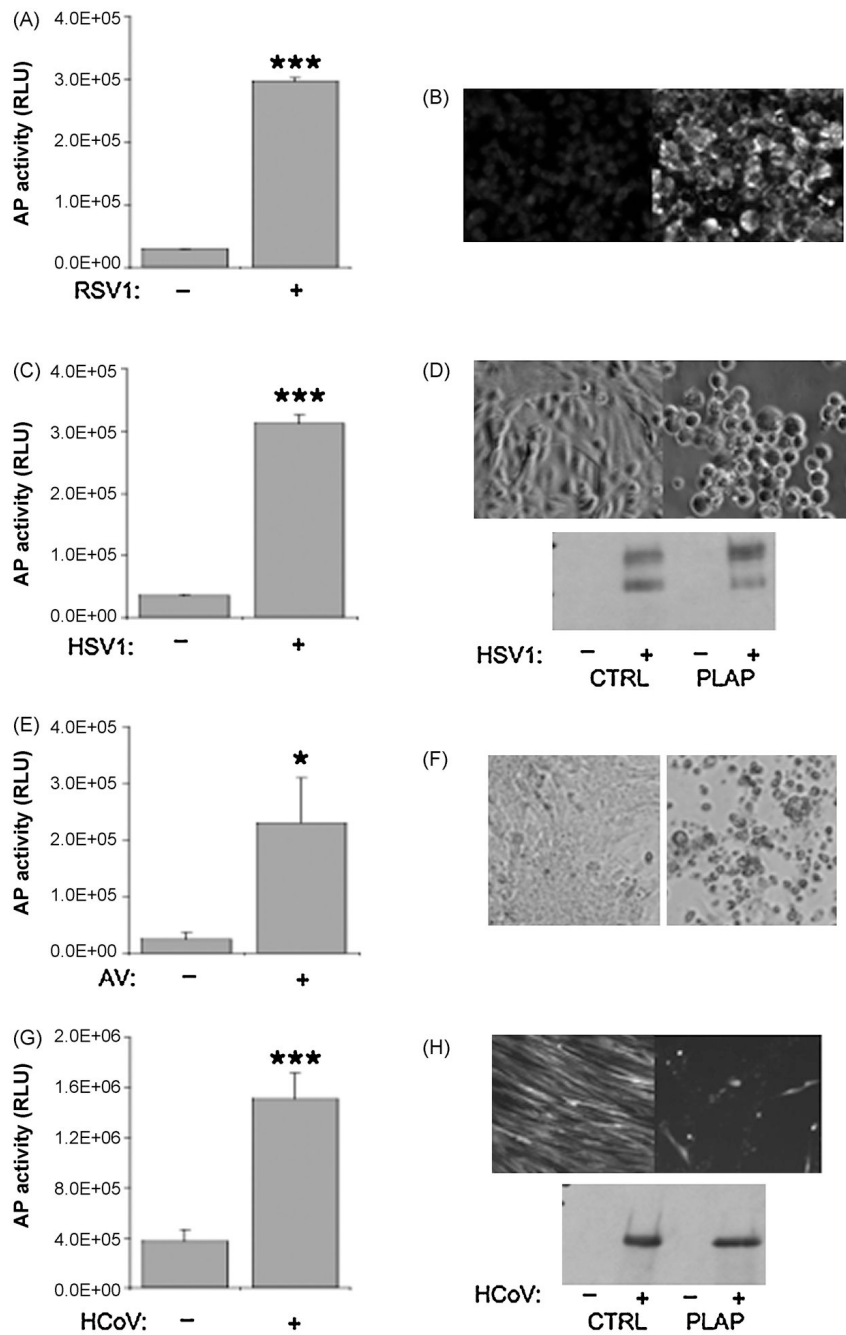 (A)
AP activity (RLU)
4.0E+05
3.0E+05
2.0E+05
1.0E+05
0.0E+00
★★★
RSV1: − +
(B)
(C)
AP activity (RLU)
4.0E+05
3.0E+05
2.0E+05
1.0E+05
0.0E+00
★★★
HSV1: − +
(D)
HSV1: − + − +
CTRL PLAP
(E)
AP activity (RLU)
4.0E+05
3.0E+05
2.0E+05
1.0E+05
0.0E+00
★
AV: − +
(F)
(G)
AP activity (RLU)
2.0E+06
1.6E+06
1.2E+06
8.0E+05
4.0E+05
0.0E+00
★★★
HCoV: − +
(H)
HCoV: − + − +
CTRL PLAP